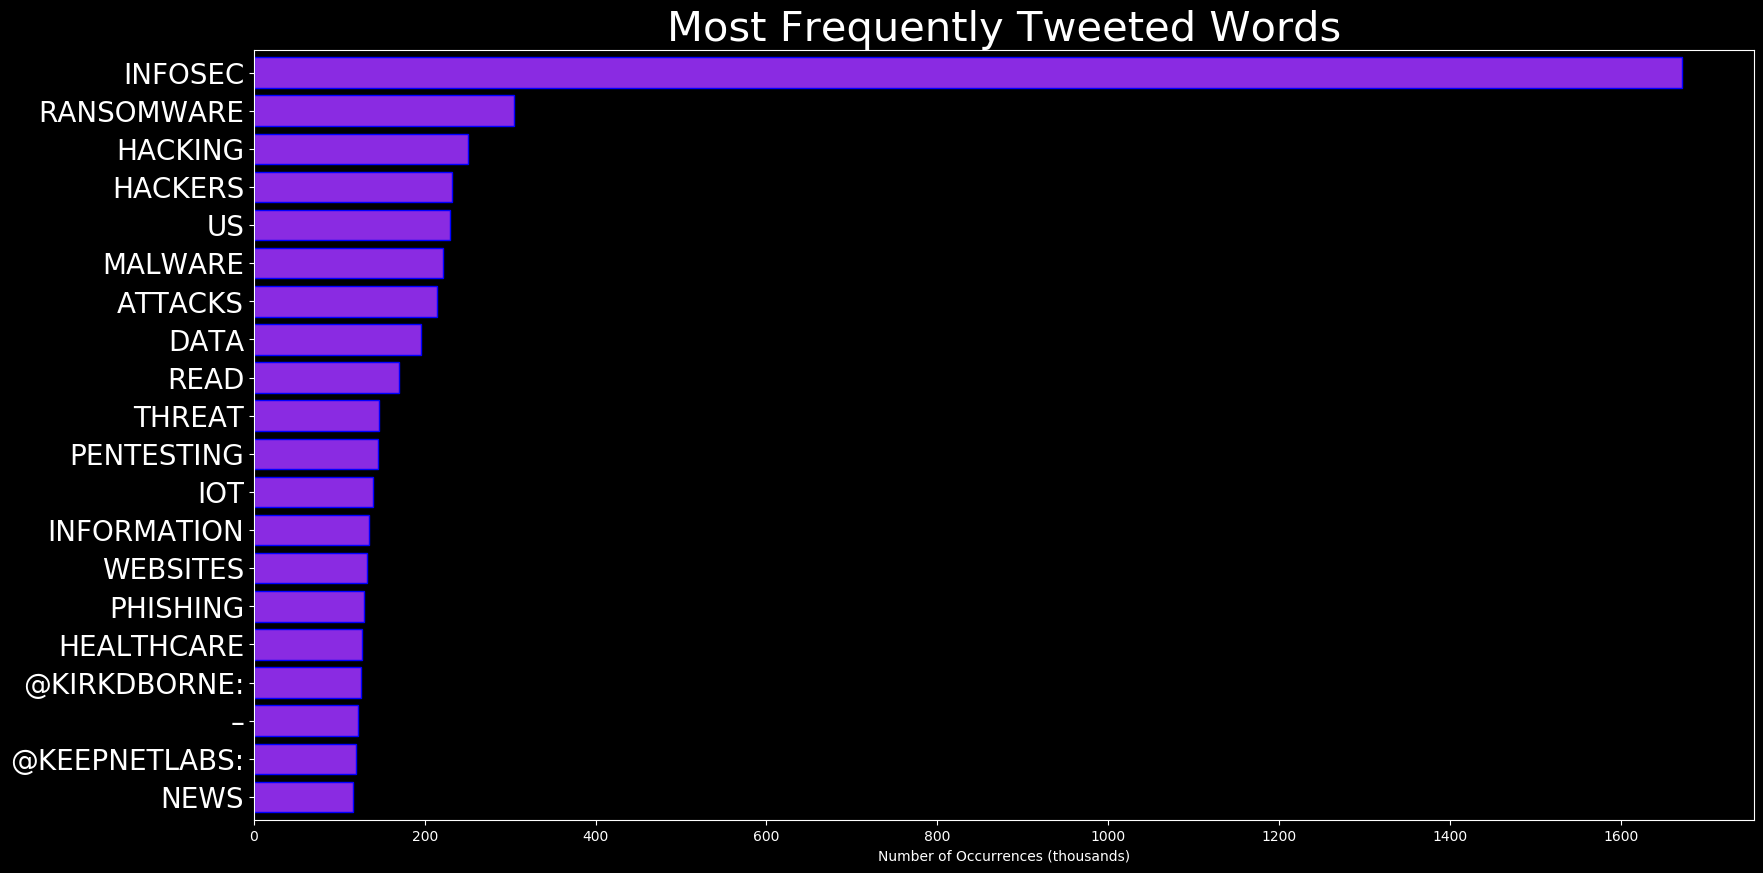 Most Frequently Tweeted Words
INFOSEC
RANSOMWARE
HACKING
HACKERS
US
MALWARE
ATTACKS
DATA
READ
THREAT
PENTESTING
IOT
INFORMATION
WEBSITES
PHISHING
HEALTHCARE
@KIRKDBORNE:
–
@KEEPNETLABS:
NEWS
0 200 400 600 800 1000 1200 1400 1600
Number of Occurrences (thousands)